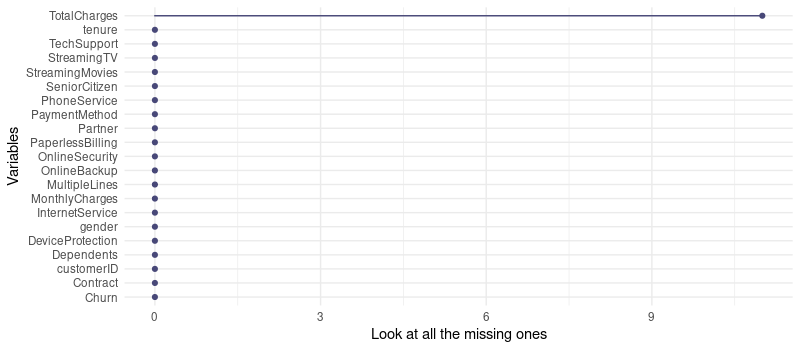 TotalCharges
tenure
TechSupport
StreamingTV
StreamingMovies
SeniorCitizen
PhoneService
PaymentMethod
Partner
PaperlessBilling
OnlineSecurity
OnlineBackup
MultipleLines
MonthlyCharges
InternetService
gender
DeviceProtection
Dependents
customerID
Contract
Churn
Variables
0 3 6 9
Look at all the missing ones